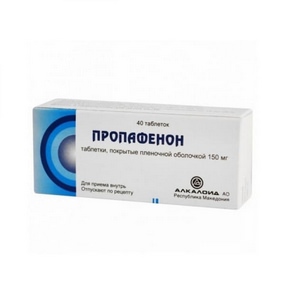 40 таблеток
ПРОПАФЕНОН
таблетки, покрытые пленочной оболочкой 150 мг
Для приема внутрь
Отпускают по рецепту
АЛКАЛОИД АО
Республика Македония